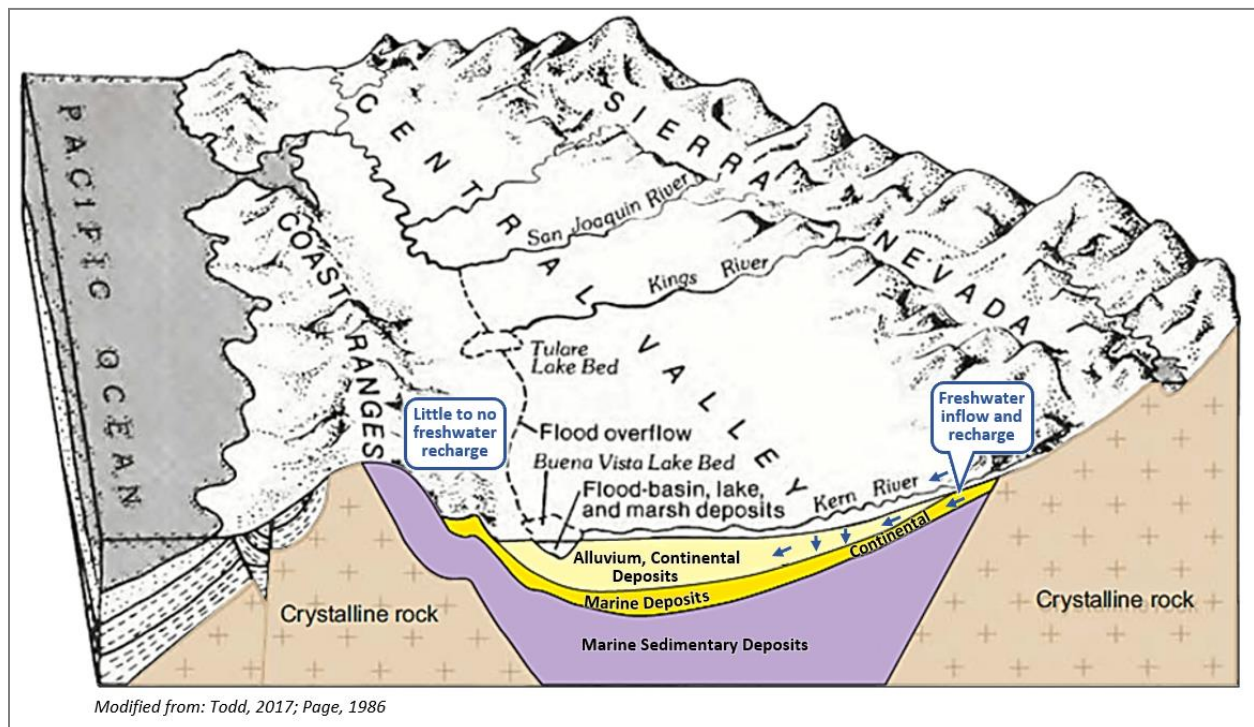 PACIFIC OCEAN
COAST RANGES
CENTRAL VALLEY
SIERRA NEVADA
San Joaquin River
Kings River
Tulare
Lake Bed
Little to no
freshwater
recharge
Freshwater
inflow and
recharge
Flood overflow
Buena Vista Lake Bed
Flood-basin, lake,
and marsh deposits
Kern River
Alluvium, Continental
Deposits
Continental
Marine Deposits
Marine Sedimentary Deposits
Crystalline rock
Crystalline rock
Modified from: Todd, 2017; Page, 1986